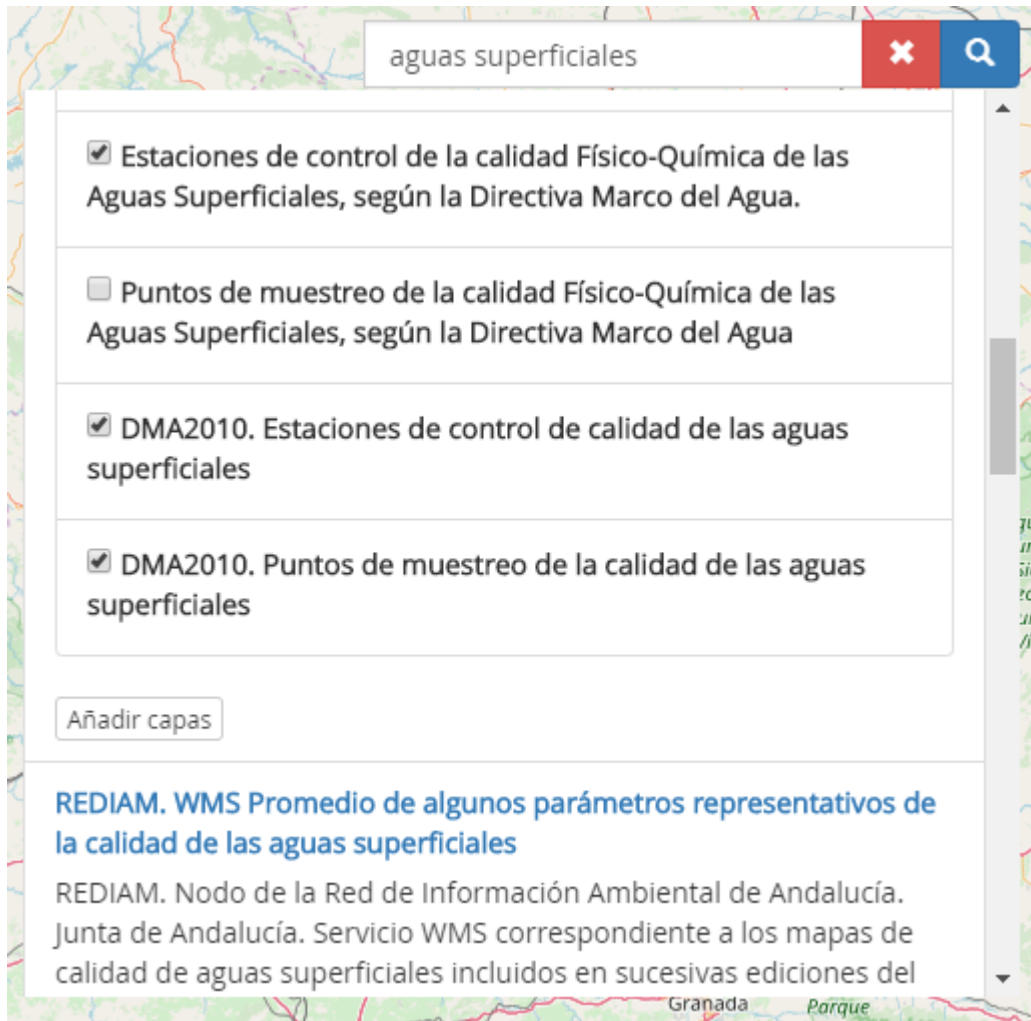 aguas superficiales
Estaciones de control de la calidad Físico-Química de las
Aguas Superficiales, según la Directiva Marco del Agua.
Puntos de muestreo de la calidad Físico-Química de las
Aguas Superficiales, según la Directiva Marco del Agua
DMA2010. Estaciones de control de calidad de las aguas
superficiales
DMA2010. Puntos de muestreo de la calidad de las aguas
superficiales
Añadir capas
REDIAM. WMS Promedio de algunos parámetros representativos de
la calidad de las aguas superficiales
REDIAM. Nodo de la Red de Información Ambiental de Andalucía.
Junta de Andalucía. Servicio WMS correspondiente a los mapas de
calidad de aguas superficiales incluidos en sucesivas ediciones del
Granada
Parque